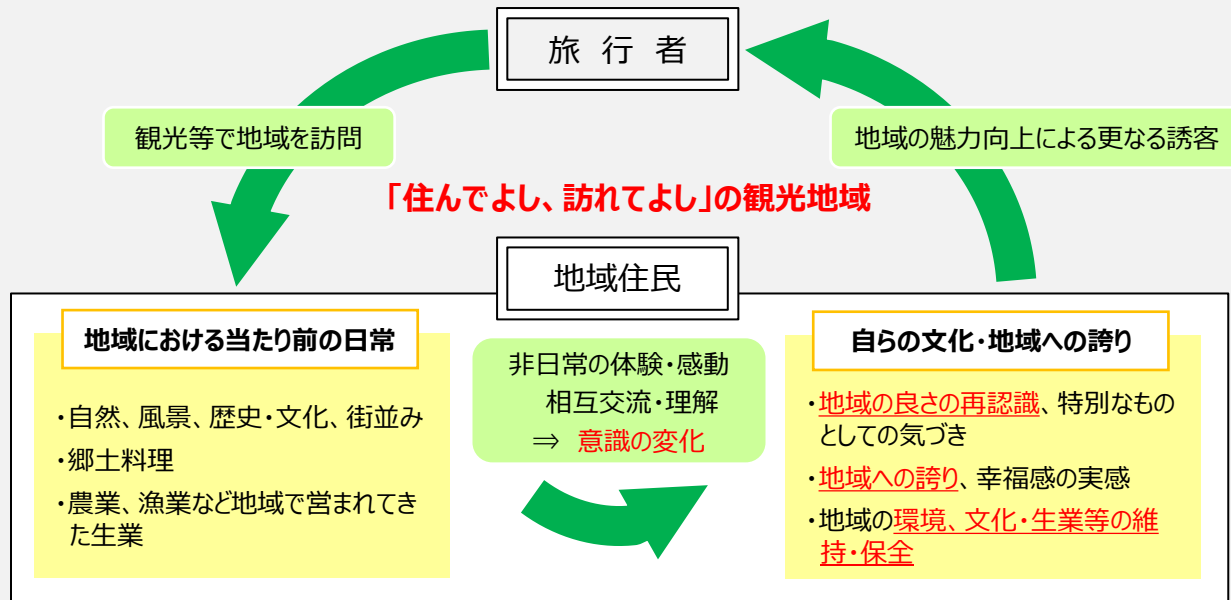 旅 行 者
観光等で地域を訪問
地域の魅力向上による更なる誘客
「住んでよし、訪れてよし」の観光地域
地域住民
地域における当たり前の日常
・自然、風景、歴史・文化、街並み
・郷土料理
・農業、漁業など地域で営まれてき
た生業
非日常の体験・感動
相互交流・理解
⇒ 意識の変化
自らの文化・地域への誇り
・地域の良さの再認識、特別なもの
としての気づき
・地域への誇り、幸福感の実感
・地域の環境、文化・生業等の維
持・保全